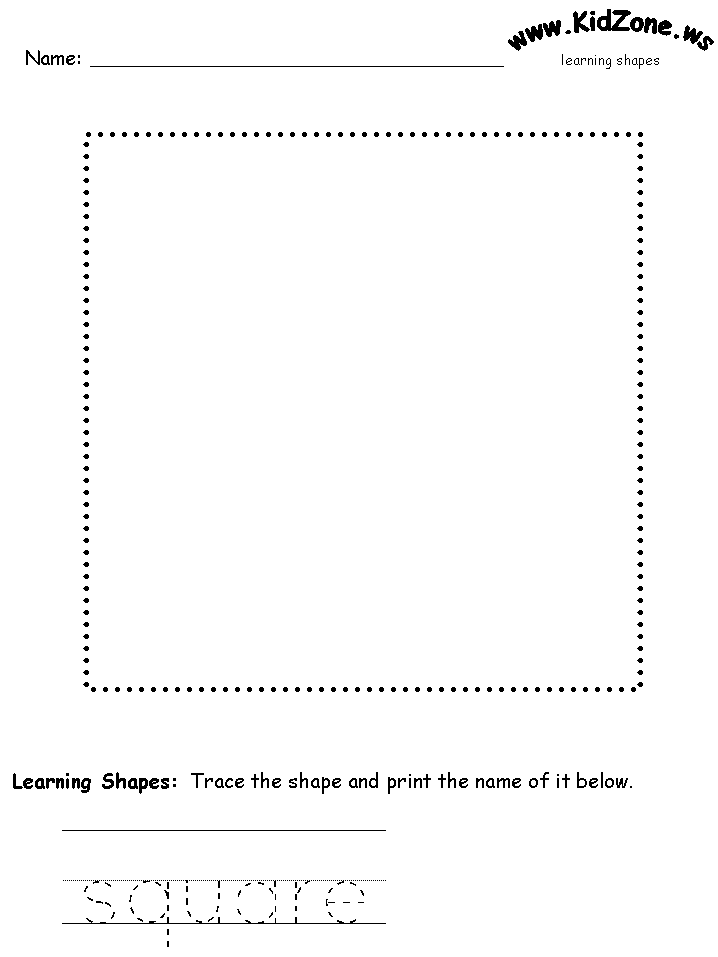 www.KidZone.ws
Name:
learning shapes
Learning Shapes: Trace the shape and print the name of it below.
square